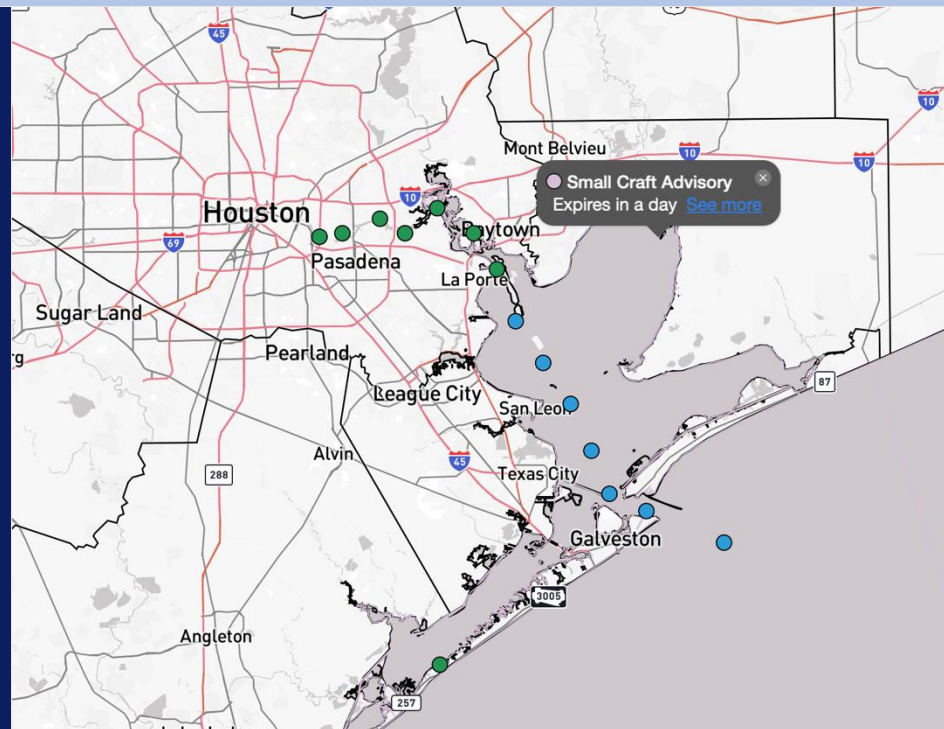 45
10
Mont Belvieu
10
10
Small Craft Advisory
Expires in a day See more
10
Houston
Baytown
69
Pasadena
La Porte
Sugar Land
Pearland
g
87
League City
San Leon
Alvin
45
288
Texas City
Galveston
3005
Angleton
257